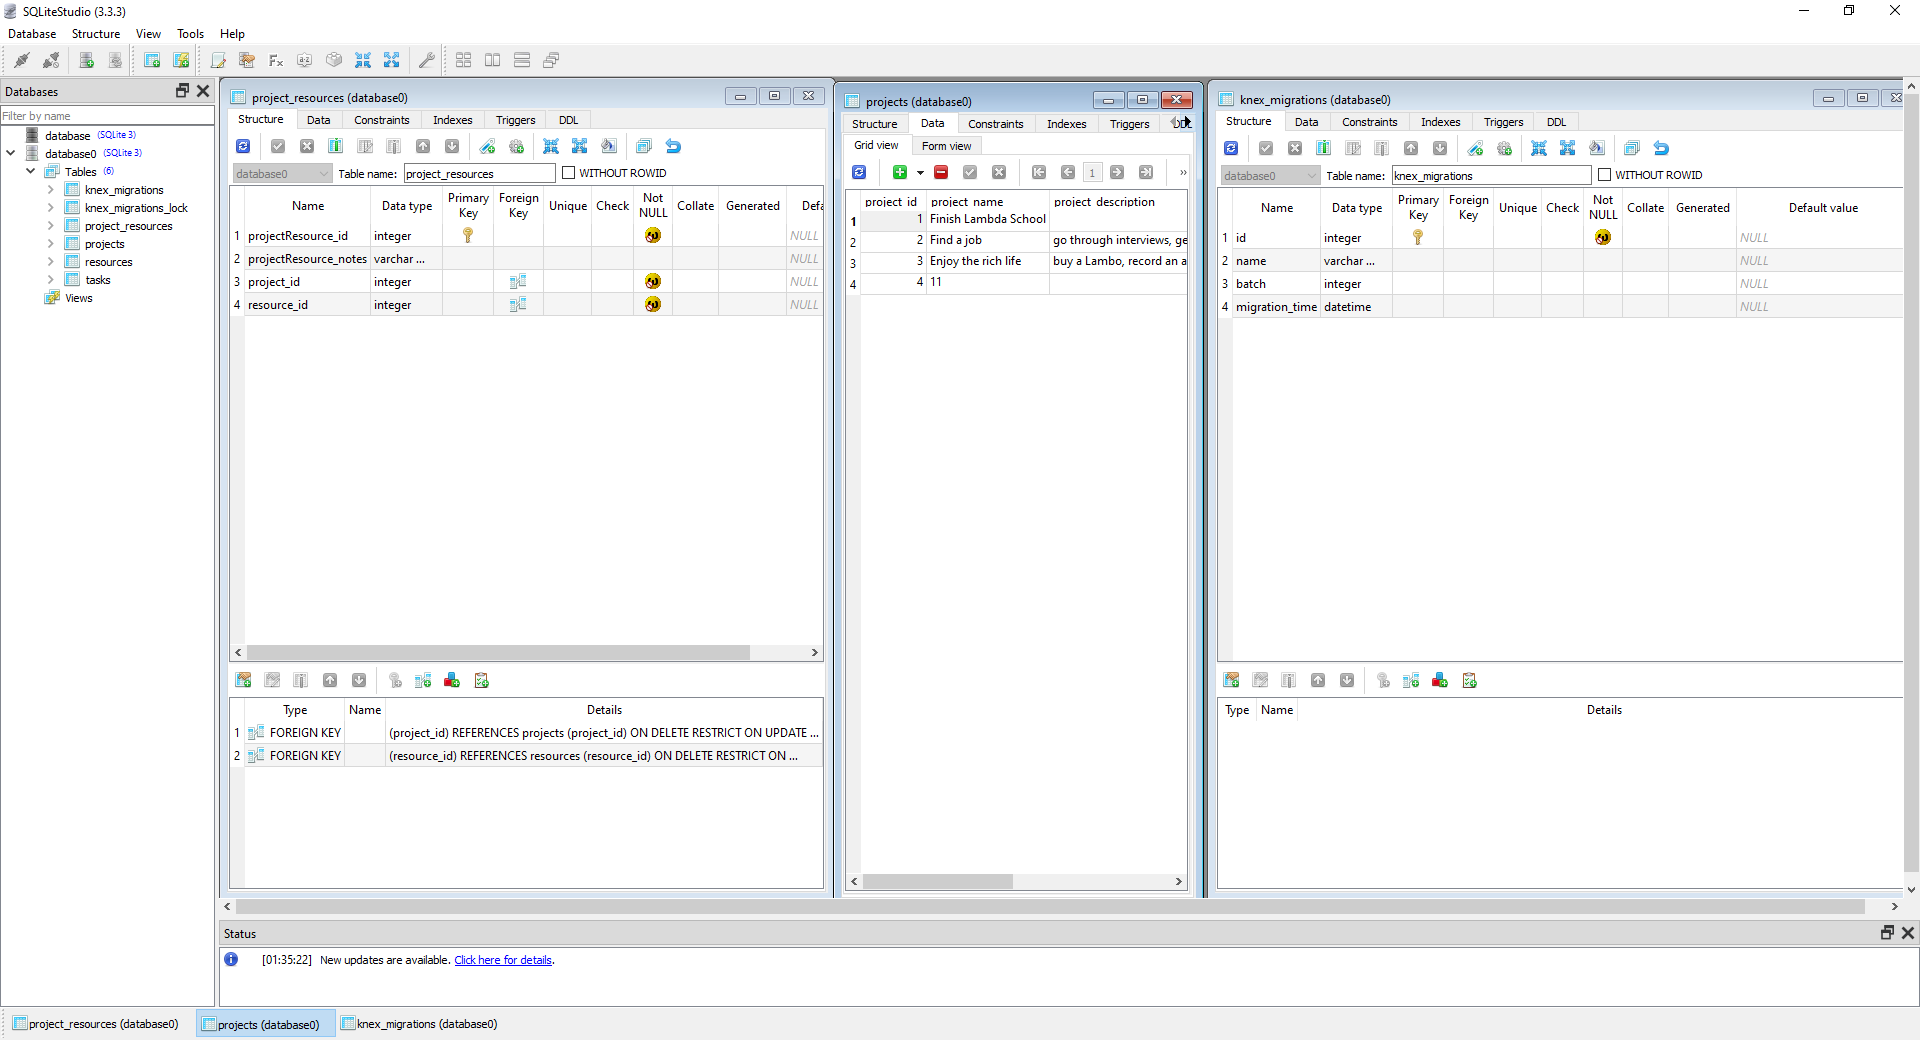 SQLiteStudio (3.3.3)
Database Structure View Tools Help
Databases
Filter by name
database (SQLite 3)
database0 (SQLite 3)
Tables (6)
knex_migrations
knex_migrations_lock
project_resources
projects
resources
tasks
Views
project_resources (database0)
Structure Data Constraints Indexes Triggers DDL
database0 Table name: project_resources WITHOUT ROWID
Name Data type Primary Key Foreign Key Unique Check Not NULL Collate Generated Defa
1 projectResource_id integer NULL
2 projectResource_notes varchar ... NULL
3 project_id integer NULL
4 resource_id integer NULL
Type Name Details
1 FOREIGN KEY (project_id) REFERENCES projects (project_id) ON DELETE RESTRICT ON UPDATE ...
2 FOREIGN KEY (resource_id) REFERENCES resources (resource_id) ON DELETE RESTRICT ON ...
projects (database0)
Structure Data Constraints Indexes Triggers DDL
Grid view Form view
1 »
project_id project_name project_description
1 1 Finish Lambda School
2 2 Find a job go through interviews, ge
3 3 Enjoy the rich life buy a Lambo, record an a
4 4 11
knex_migrations (database0)
Structure Data Constraints Indexes Triggers DDL
database0 Table name: knex_migrations WITHOUT ROWID
Name Data type Primary Key Foreign Key Unique Check Not NULL Collate Generated Default value
1 id integer NULL
2 name varchar ... NULL
3 batch integer NULL
4 migration_time datetime NULL
Type Name Details
Status
[01:35:22] New updates are available. Click here for details.
project_resources (database0) projects (database0) knex_migrations (database0)